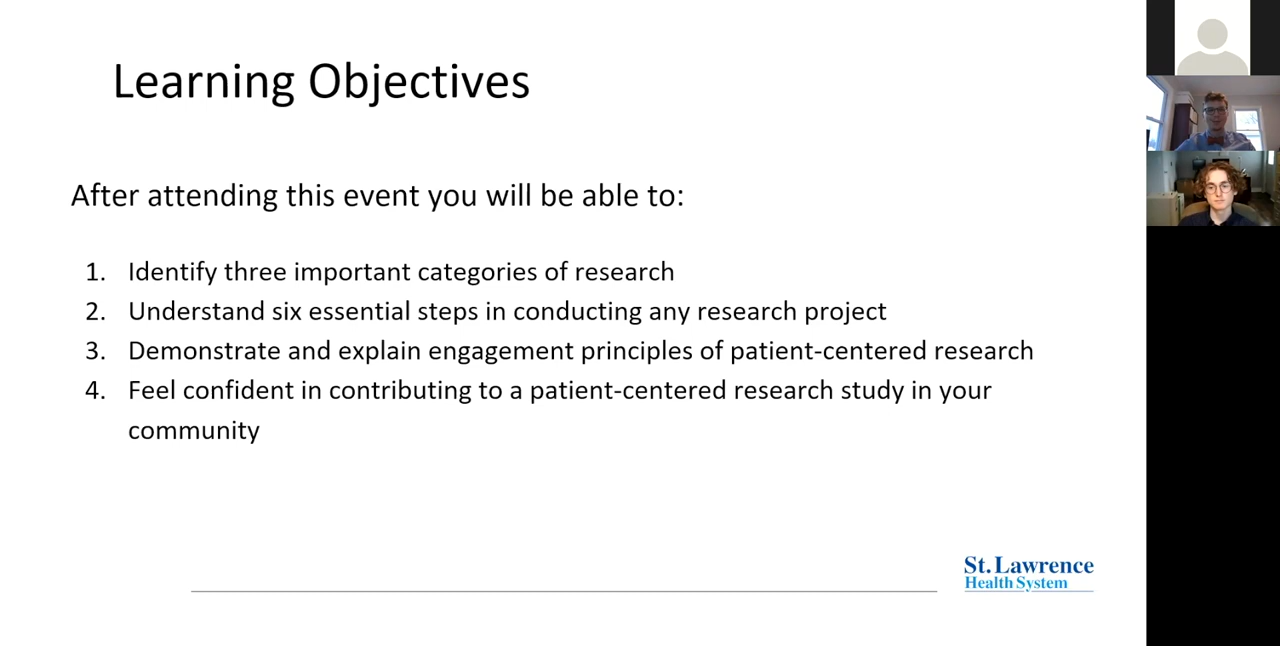 Learning Objectives
After attending this event you will be able to:
1. Identify three important categories of research
2. Understand six essential steps in conducting any research project
3. Demonstrate and explain engagement principles of patient-centered research
4. Feel confident in contributing to a patient-centered research study in your
community
St. Lawrence
Health System